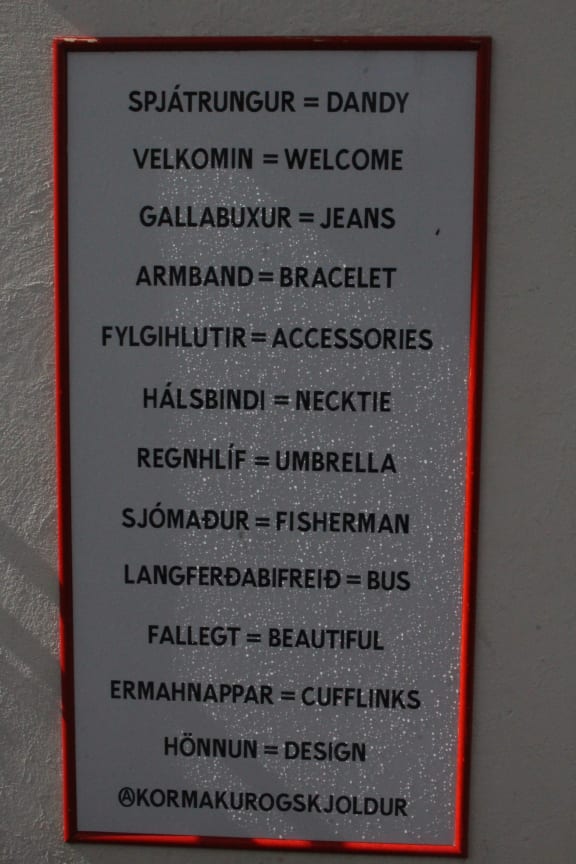 SPJÁTRUNGUR = DANDY
VELKOMIN = WELCOME
GALLABUXUR = JEANS
ARMBAND = BRACELET
FYLGIHLUTIR = ACCESSORIES
HÁLSBINDI = NECKTIE
REGNHLÍF = UMBRELLA
SJÓMAÐUR = FISHERMAN
LANGFERÐABIFREIÐ = BUS
FALLEGT = BEAUTIFUL
ERMAHNAPPAR = CUFFLINKS
HÖNNUN = DESIGN
@KORMAKUROGSKJOLDUR